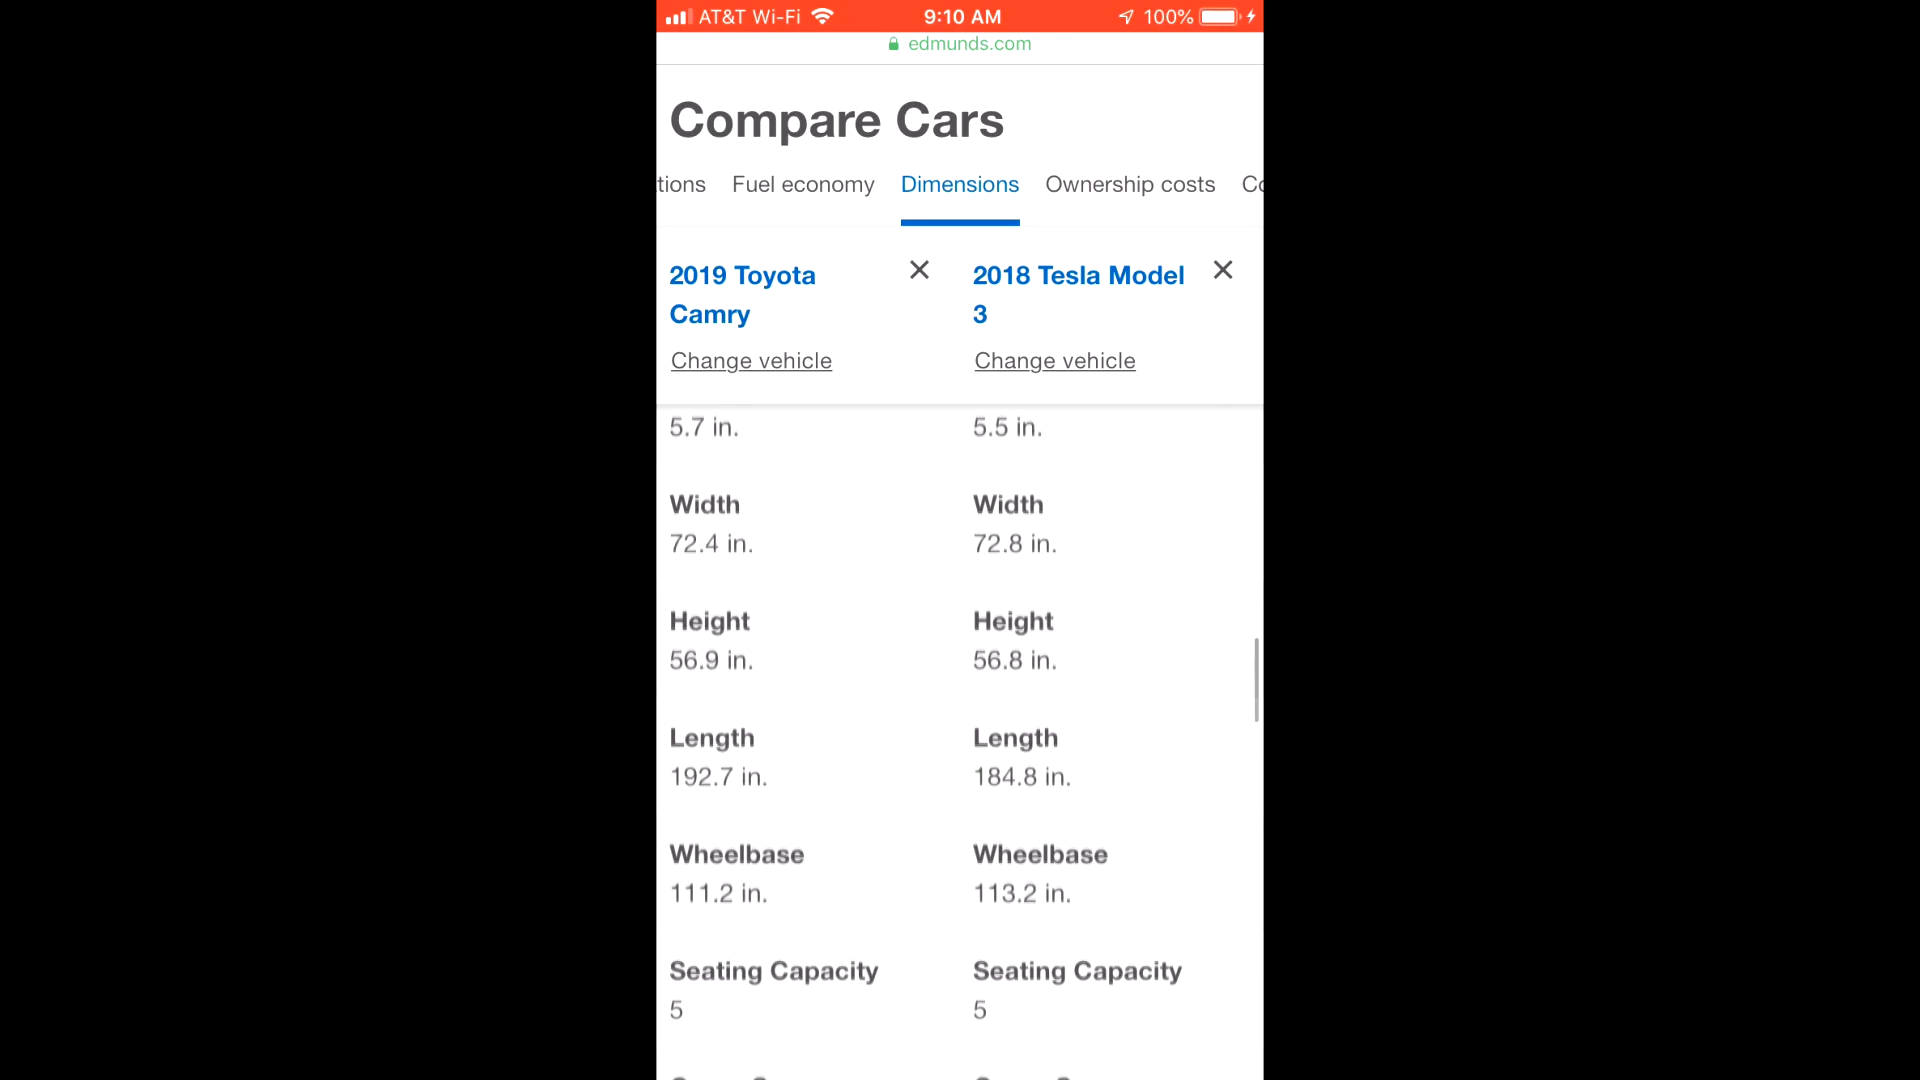 AT&T Wi-Fi 9:10 AM 100%
edmunds.com
Compare Cars
tions Fuel economy Dimensions Ownership costs Co
2019 Toyota Camry
2018 Tesla Model 3
Change vehicle Change vehicle
5.7 in. 5.5 in.
Width Width
72.4 in. 72.8 in.
Height Height
56.9 in. 56.8 in.
Length Length
192.7 in. 184.8 in.
Wheelbase Wheelbase
111.2 in. 113.2 in.
Seating Capacity Seating Capacity
5 5